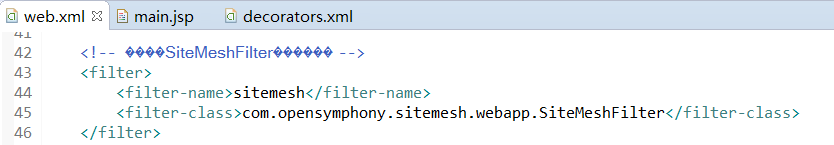 web.xml main.jsp decorators.xml
41
42 <!-- ����SiteMeshFilter������ -->
43 <filter>
44 <filter-name>sitemesh</filter-name>
45 <filter-class>com.opensymphony.sitemesh.webapp.SiteMeshFilter</filter-class>
46 </filter>